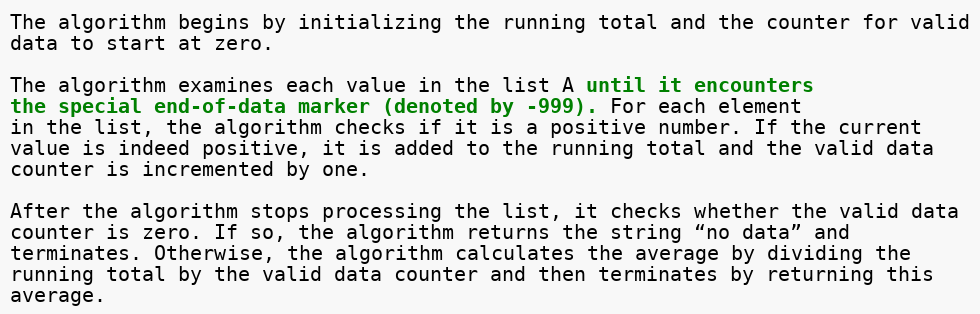 The algorithm begins by initializing the running total and the counter for valid
data to start at zero.
The algorithm examines each value in the list A until it encounters
the special end-of-data marker (denoted by -999). For each element
in the list, the algorithm checks if it is a positive number. If the current
value is indeed positive, it is added to the running total and the valid data
counter is incremented by one.
After the algorithm stops processing the list, it checks whether the valid data
counter is zero. If so, the algorithm returns the string “no data” and
terminates. Otherwise, the algorithm calculates the average by dividing the
running total by the valid data counter and then terminates by returning this
average.